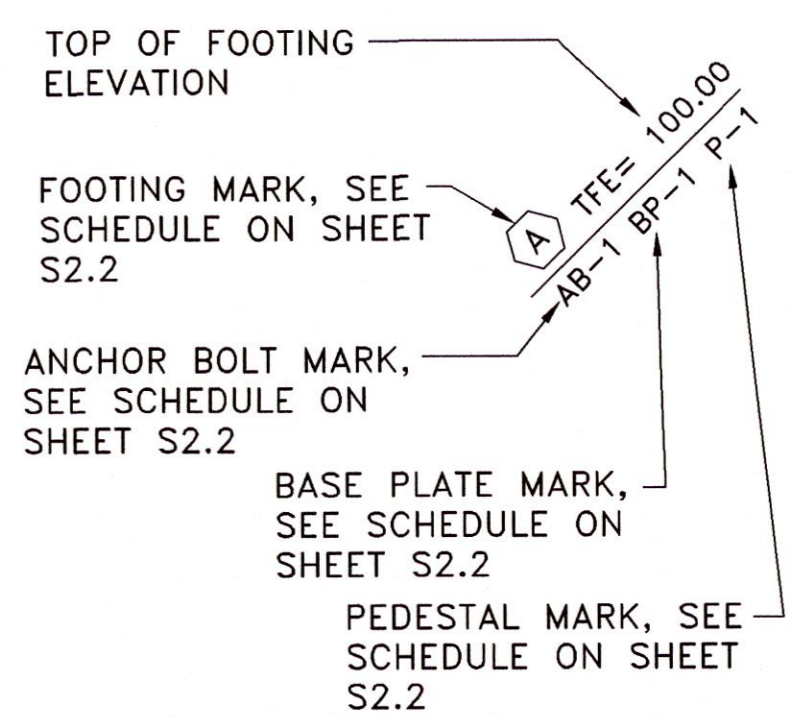 TOP OF FOOTING
ELEVATION
FOOTING MARK, SEE
SCHEDULE ON SHEET
S2.2
A TFE= 100.00
AB-1 BP-1 P-1
ANCHOR BOLT MARK,
SEE SCHEDULE ON
SHEET S2.2
BASE PLATE MARK,
SEE SCHEDULE ON
SHEET S2.2
PEDESTAL MARK, SEE
SCHEDULE ON SHEET
S2.2